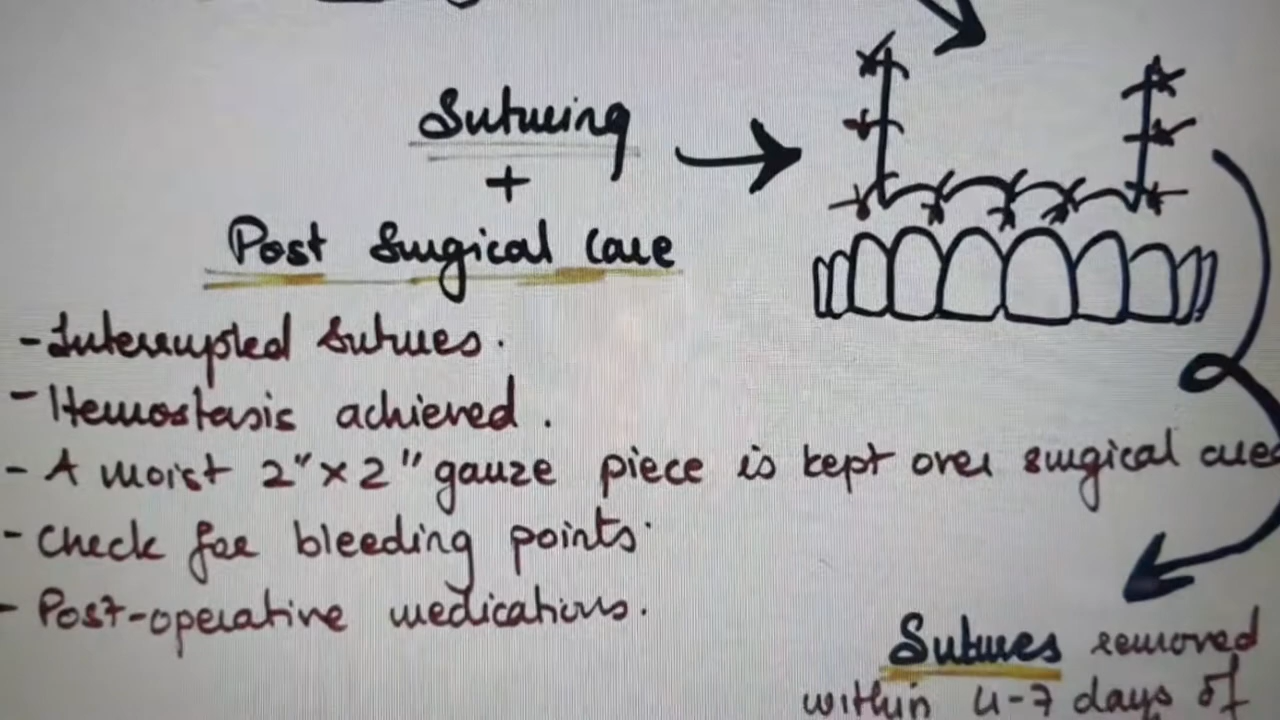 Suturing
+
Post Surgical Care
- Interrupted Sutures.
- Hemostasis achieved.
- A moist 2"x2" gauze piece is kept over surgical area
- Check for bleeding points.
- Post-operative medications.
Sutures removed
within 4-7 days of